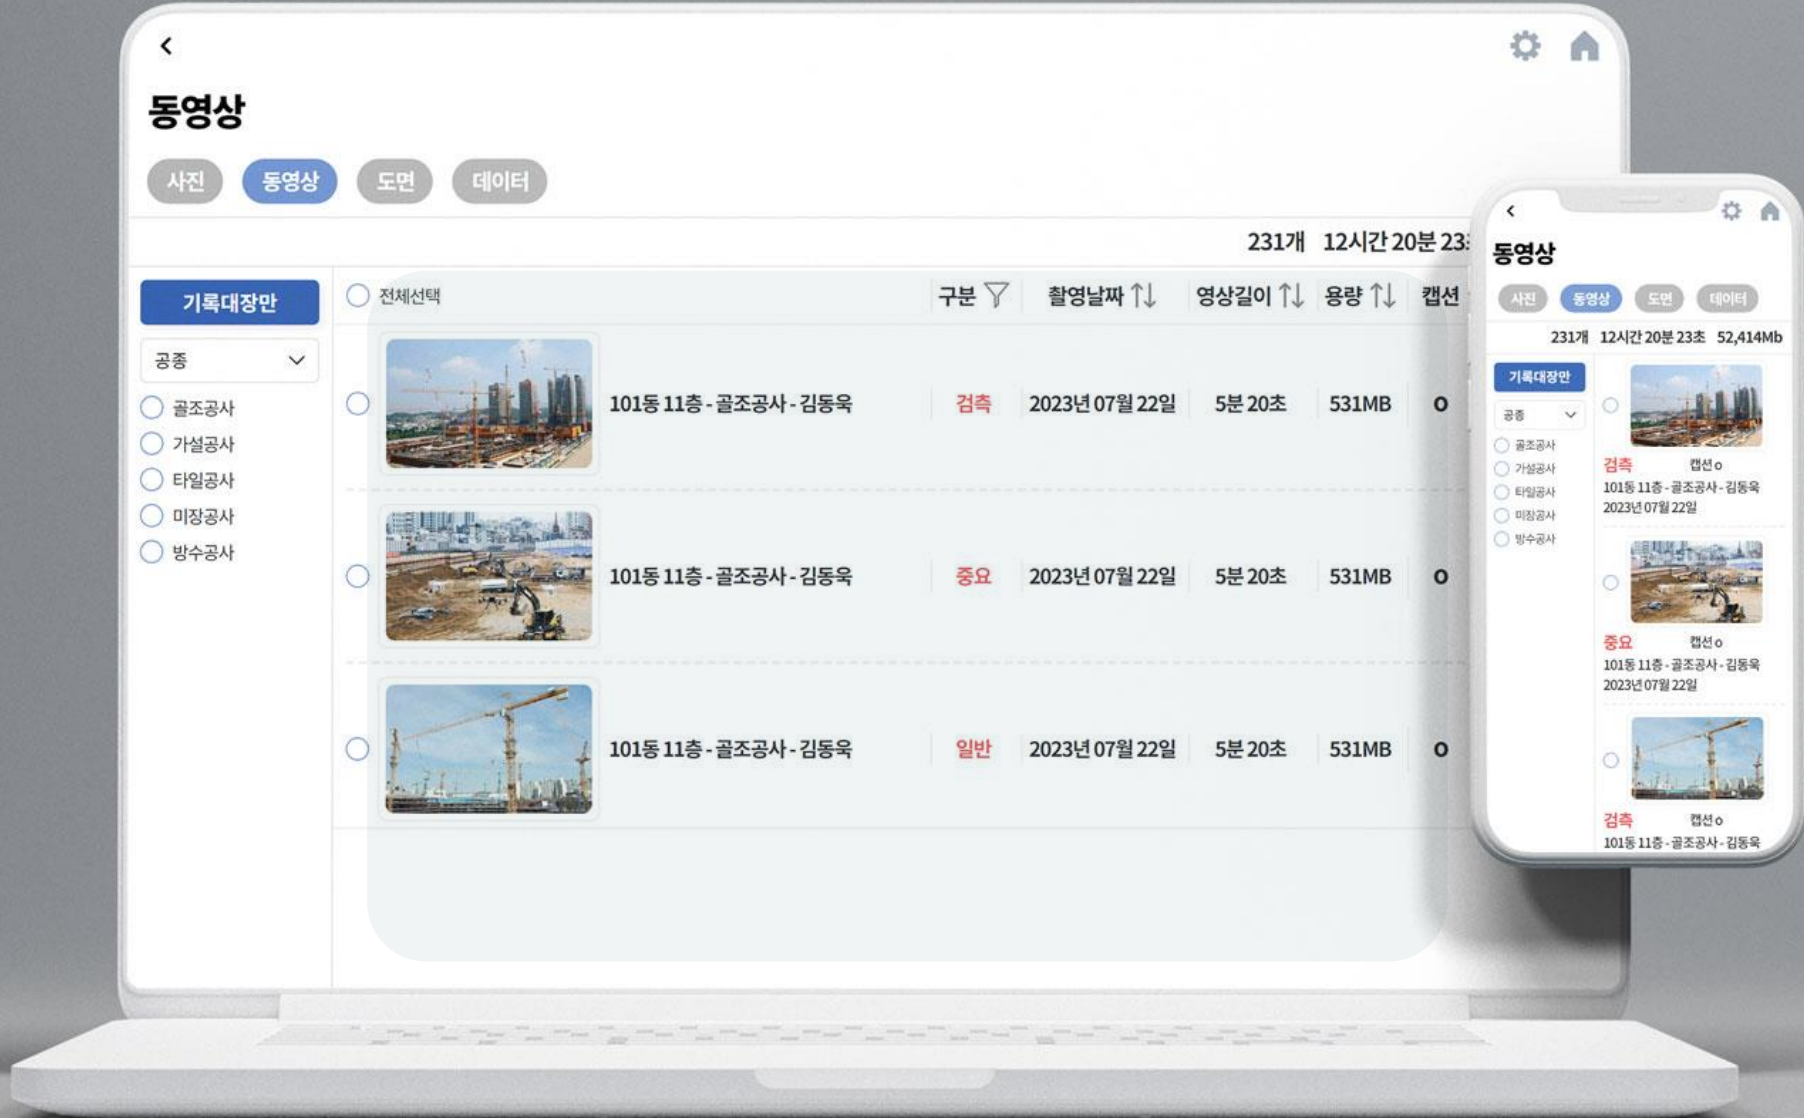 동영상
사진 동영상 도면 데이터
231개 12시간 20분 23
기록대장만
공종
골조공사
가설공사
타일공사
미장공사
방수공사
전체선택 구분 촬영날짜 영상길이 용량 캡션
101동 11층 - 골조공사 - 김동욱 검측 2023년 07월 22일 5분 20초 531MB O
101동 11층 - 골조공사 - 김동욱 중요 2023년 07월 22일 5분 20초 531MB O
101동 11층 - 골조공사 - 김동욱 일반 2023년 07월 22일 5분 20초 531MB O
동영상
사진 동영상 도면 데이터
231개 12시간 20분 23초 52,414Mb
기록대장만
공종
골조공사
가설공사
타일공사
미장공사
방수공사
검측 캡션 o
101동 11층 - 골조공사 - 김동욱
2023년 07월 22일
중요 캡션 o
101동 11층 - 골조공사 - 김동욱
2023년 07월 22일
검측 캡션 o
101동 11층 - 골조공사 - 김동욱